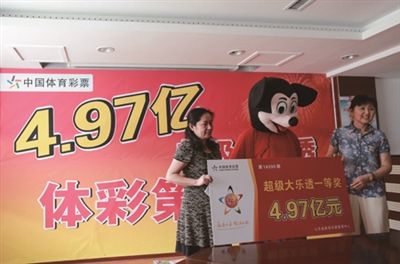 中国体育彩票
4.97亿
体彩第
中国体育彩票
第14095期
超级大乐透一等奖
4.97亿元